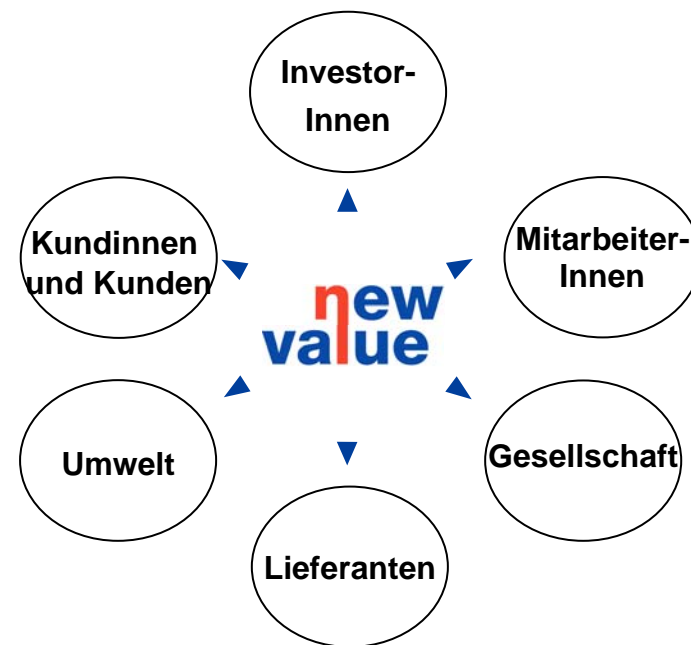 Investor-
Innen
Kundinnen
und Kunden
Mitarbeiter-
Innen
new
value
Umwelt
Gesellschaft
Lieferanten